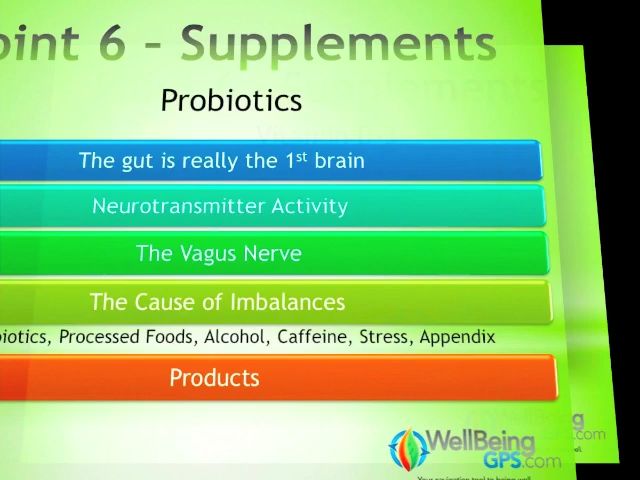 oint 6 – Supplements
Probiotics
The gut is really the 1st brain
Neurotransmitter Activity
The Vagus Nerve
The Cause of Imbalances
iotics, Processed Foods, Alcohol, Caffeine, Stress, Appendix
Products
WellBeing
GPS.com